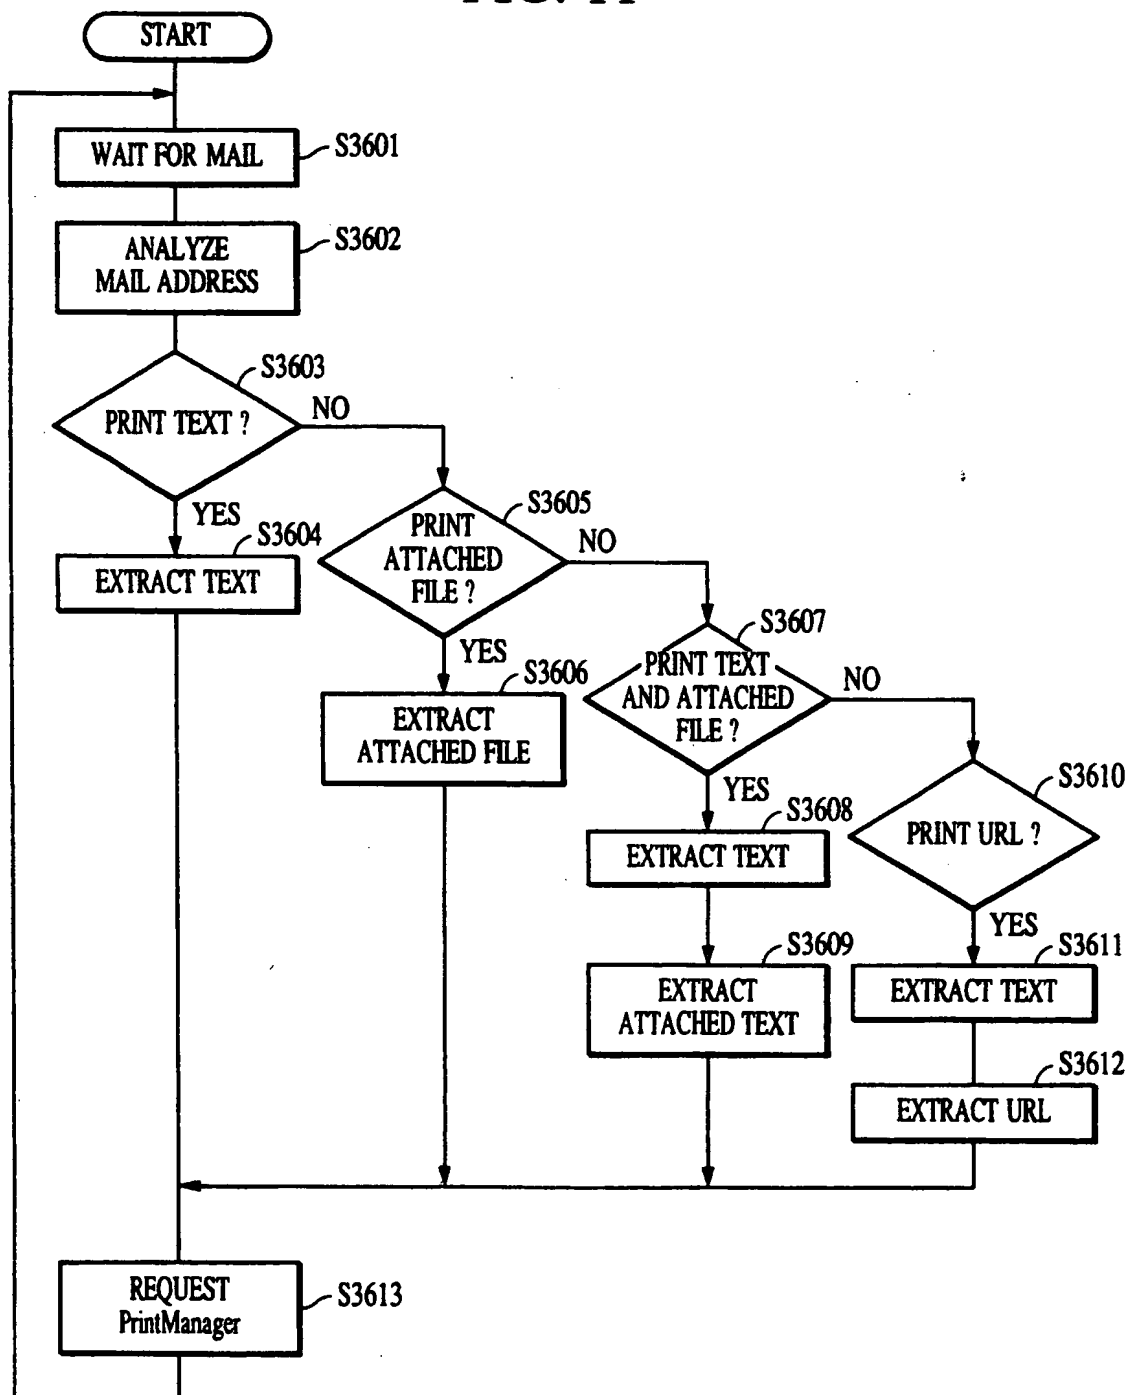 START
WAIT FOR MAIL
S3601
ANALYZE
MAIL ADDRESS
S3602
S3603
PRINT TEXT ?
NO
YES
S3604
EXTRACT TEXT
S3605
PRINT
ATTACHED
FILE ?
NO
YES
S3606
EXTRACT
ATTACHED FILE
S3607
PRINT TEXT
AND ATTACHED
FILE ?
NO
YES
S3608
EXTRACT TEXT
S3609
EXTRACT
ATTACHED TEXT
S3610
PRINT URL ?
YES
S3611
EXTRACT TEXT
S3612
EXTRACT URL
REQUEST
PrintManager
S3613